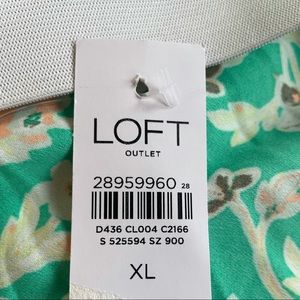 LOFT
OUTLET
28959960 28
D436 CL004 C2166
S 525594 SZ 900
XL